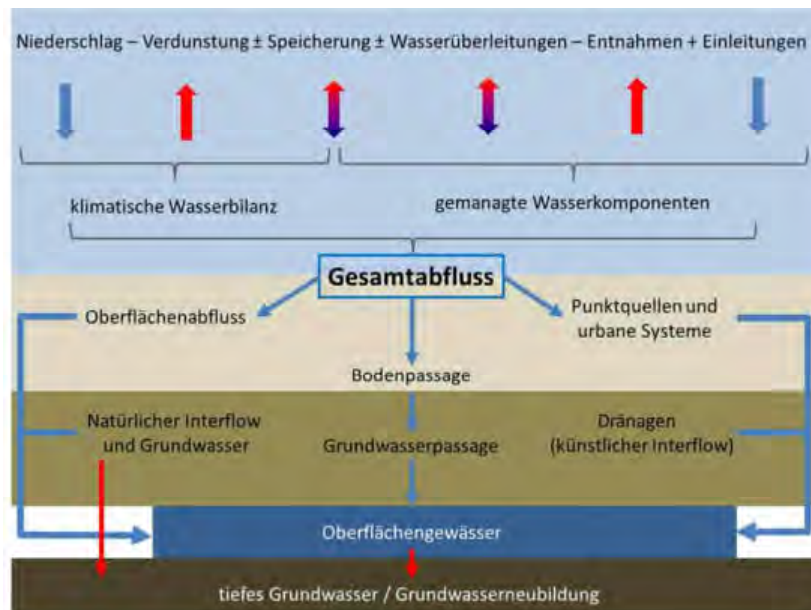 Niederschlag – Verdunstung ± Speicherung ± Wasserüberleitungen – Entnahmen + Einleitungen
klimatische Wasserbilanz
gemanagte Wasserkomponenten
Gesamtabfluss
Oberflächenabfluss
Punktquellen und
urbane Systeme
Bodenpassage
Natürlicher Interflow
und Grundwasser
Grundwasserpassage
Dränagen
(künstlicher Interflow)
Oberflächengewässer
tiefes Grundwasser / Grundwasserneubildung